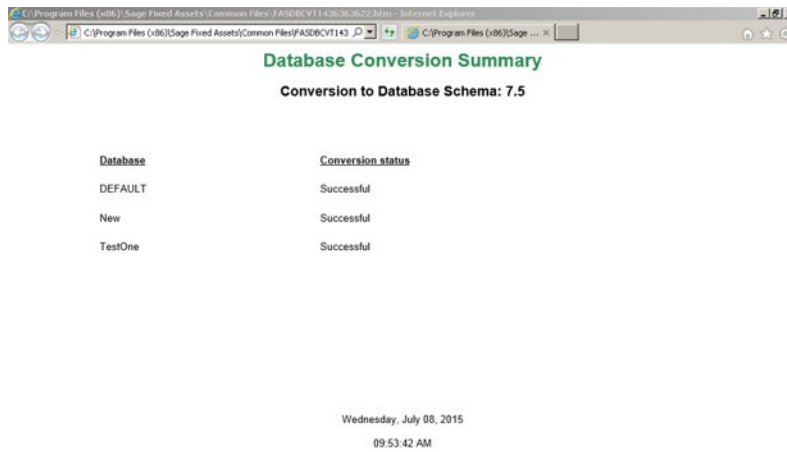 C:\Program Files (x86)\Sage Fixed Assets\Common Files\FASDBCVT1436363622.htm - Internet Explorer
C:\Program Files (x86)\Sage Fixed Assets\Common Files\FASDBCVT143
C:\Program Files (x86)\Sage ...
Database Conversion Summary
Conversion to Database Schema: 7.5
Database Conversion status
DEFAULT Successful
New Successful
TestOne Successful
Wednesday, July 08, 2015
09:53:42 AM